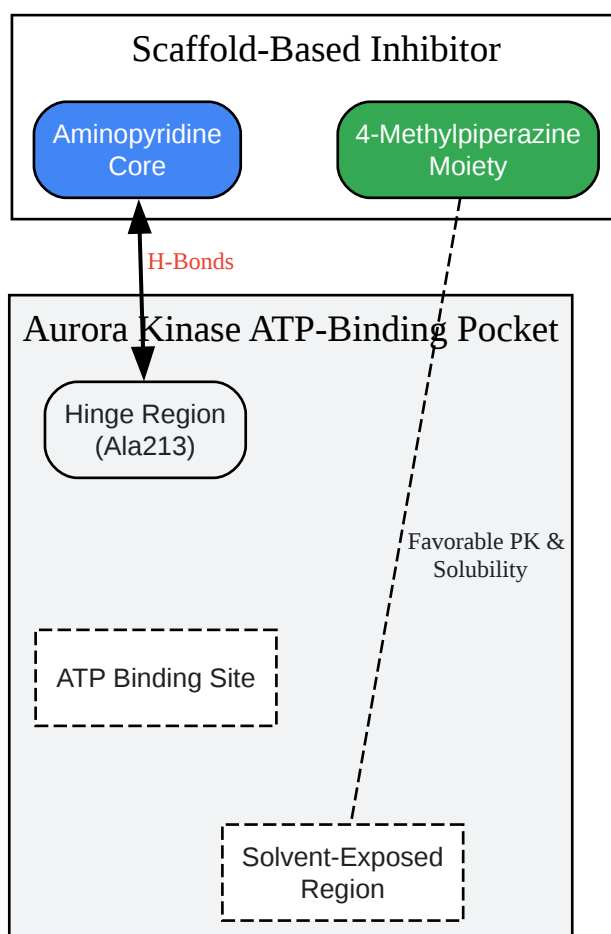 Scaffold-Based Inhibitor
Aminopyridine
Core
4-Methylpiperazine
Moiety
H-Bonds
Aurora Kinase ATP-Binding Pocket
Hinge Region
(Ala213)
Favorable PK &
Solubility
ATP Binding Site
Solvent-Exposed
Region